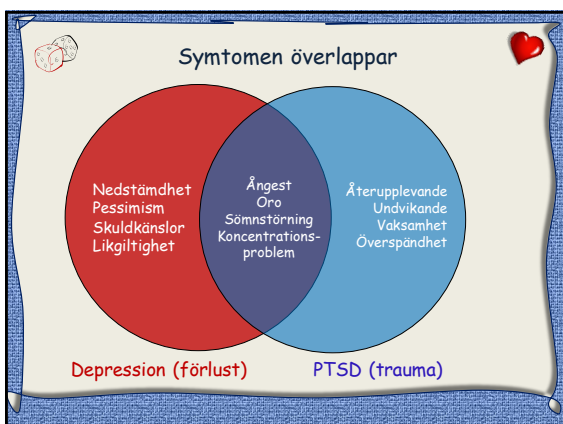 Symtomen överlappar
Nedstämdhet
Pessimism
Skuldkänslor
Likgiltighet
Ångest
Oro
Sömnstörning
Koncentrations-
problem
Återupplevande
Undvikande
Vaksamhet
Överspändhet
Depression (förlust)
PTSD (trauma)